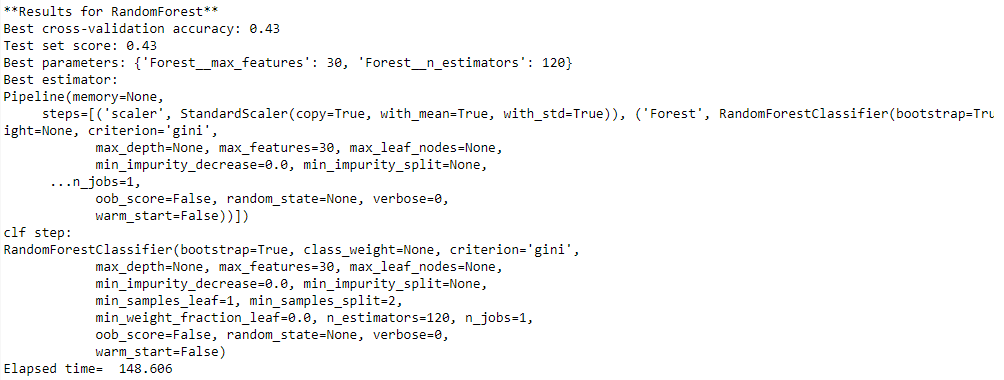 **Results for RandomForest**
Best cross-validation accuracy: 0.43
Test set score: 0.43
Best parameters: {'Forest__max_features': 30, 'Forest__n_estimators': 120}
Best estimator:
Pipeline(memory=None,
     steps=[('scaler', StandardScaler(copy=True, with_mean=True, with_std=True)), ('Forest', RandomForestClassifier(bootstrap=Tru
ight=None, criterion='gini',
            max_depth=None, max_features=30, max_leaf_nodes=None,
            min_impurity_decrease=0.0, min_impurity_split=None,
      ...n_jobs=1,
            oob_score=False, random_state=None, verbose=0,
            warm_start=False))])
clf step:
RandomForestClassifier(bootstrap=True, class_weight=None, criterion='gini',
            max_depth=None, max_features=30, max_leaf_nodes=None,
            min_impurity_decrease=0.0, min_impurity_split=None,
            min_samples_leaf=1, min_samples_split=2,
            min_weight_fraction_leaf=0.0, n_estimators=120, n_jobs=1,
            oob_score=False, random_state=None, verbose=0,
            warm_start=False)
Elapsed time=  148.606